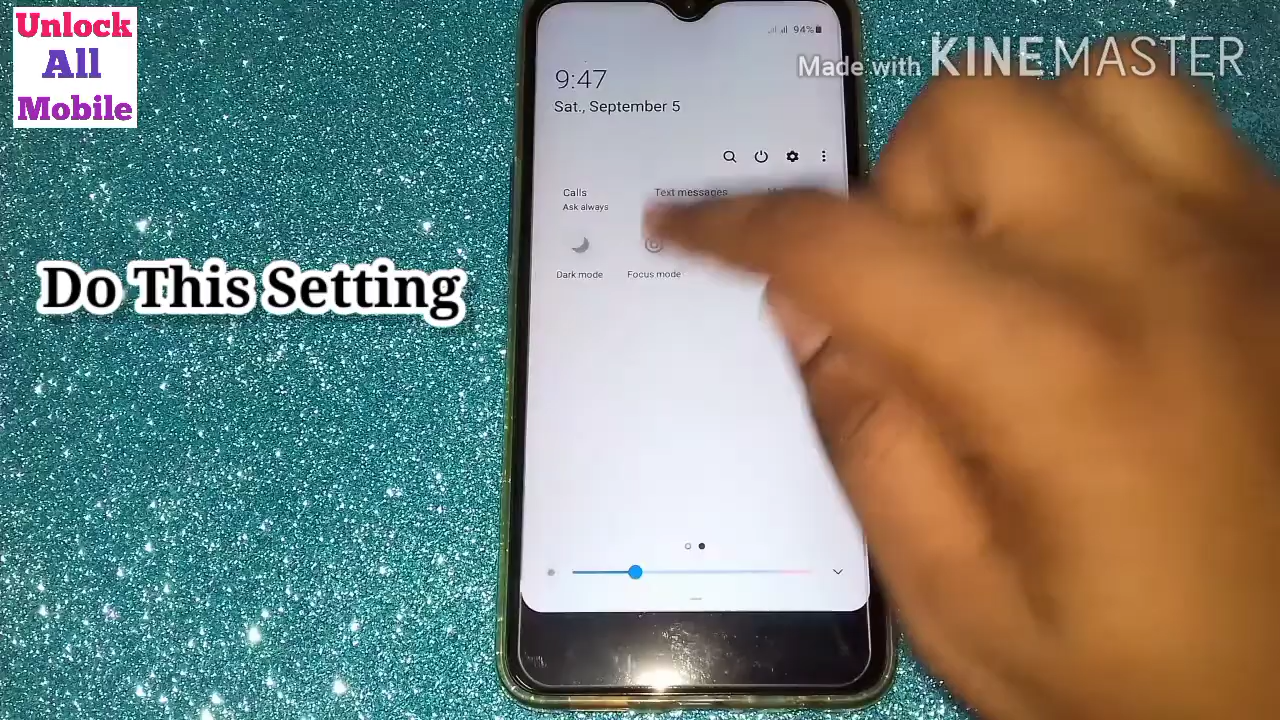 Unlock
All
Mobile
Made with KINEMASTER
94%
9:47
Sat., September 5
Calls
Text messages
Ask always
Dark mode
Focus mode
Do This Setting